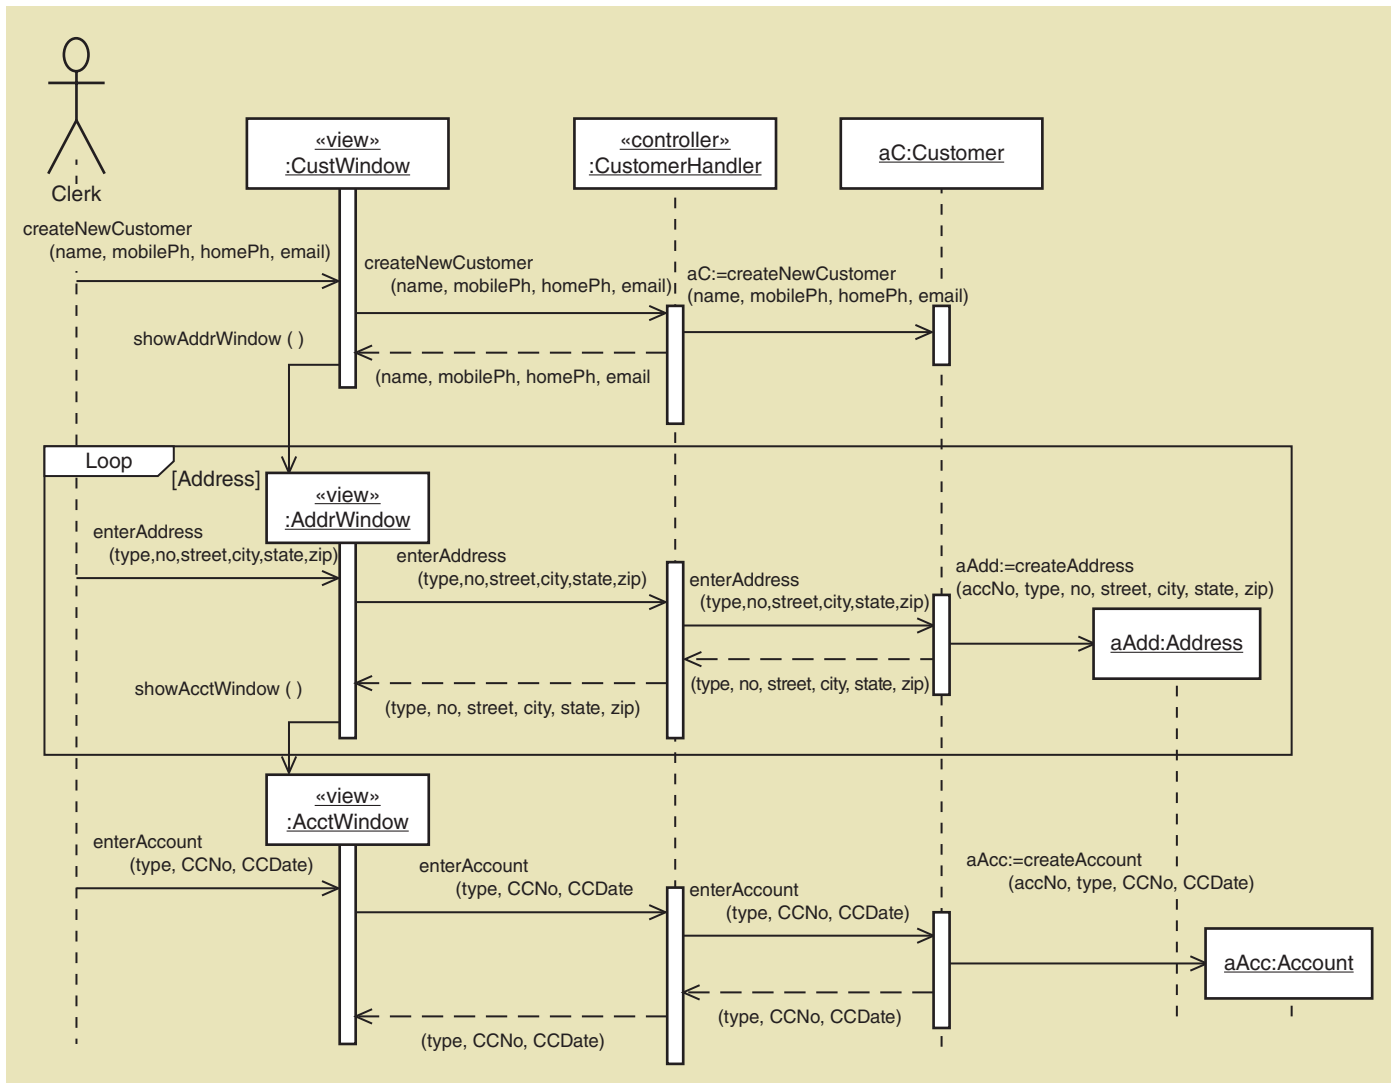 Clerk
«view»
:CustWindow
«controller»
:CustomerHandler
aC:Customer
createNewCustomer
(name, mobilePh, homePh, email)
createNewCustomer
(name, mobilePh, homePh, email)
aC:=createNewCustomer
(name, mobilePh, homePh, email)
showAddrWindow ( )
(name, mobilePh, homePh, email
Loop
[Address]
«view»
:AddrWindow
enterAddress
(type,no,street,city,state,zip)
enterAddress
(type,no,street,city,state,zip)
enterAddress
(type,no,street,city,state,zip)
aAdd:=createAddress
(accNo, type, no, street, city, state, zip)
aAdd:Address
(type, no, street, city, state, zip)
showAcctWindow ( )
(type, no, street, city, state, zip)
«view»
:AcctWindow
enterAccount
(type, CCNo, CCDate)
enterAccount
(type, CCNo, CCDate
enterAccount
(type, CCNo, CCDate)
aAcc:=createAccount
(accNo, type, CCNo, CCDate)
aAcc:Account
(type, CCNo, CCDate)
(type, CCNo, CCDate)